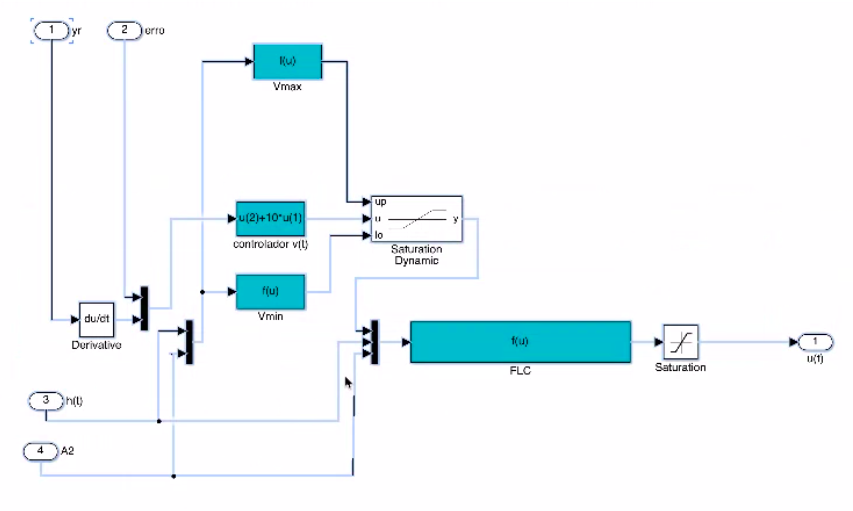 1
yr
2
erro
f(u)
Vmax
up
u
lo
y
Saturation
Dynamic
u(2)+10*u(1)
controlador v(t)
f(u)
Vmin
du/dt
Derivative
f(u)
FLC
Saturation
1
u(t)
3
h(t)
4
A2